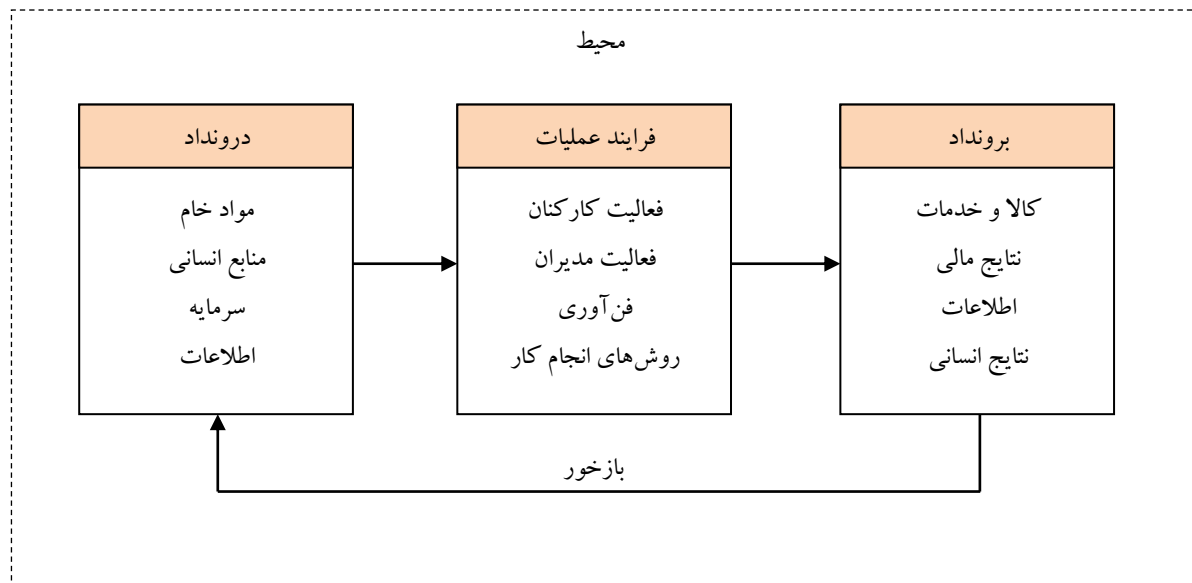 محیط
درونداد
مواد خام
منابع انسانی
سرمایه
اطلاعات
فرایند عملیات
فعالیت کارکنان
فعالیت مدیران
فن‌آوری
روش‌های انجام کار
برونداد
کالا و خدمات
نتایج مالی
اطلاعات
نتایج انسانی
بازخور